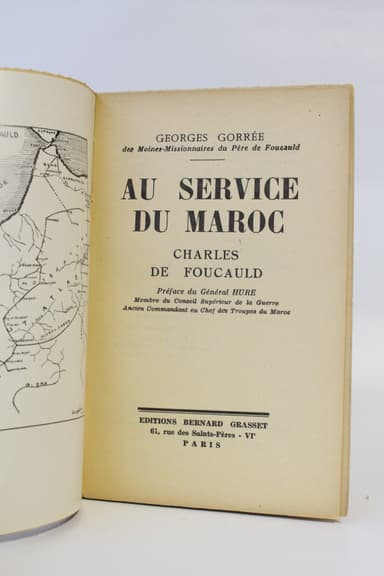 GEORGES GORRÉE
des Moines-Missionnaires du Père de Foucauld
AU SERVICE
DU MAROC
CHARLES
DE FOUCAULD
Préface du Général HURE
Membre du Conseil Supérieur de la Guerre
Ancien Commandant en Chef des Troupes du Maroc
EDITIONS BERNARD GRASSET
61, rue des Saints-Pères - VIᵉ
PARIS